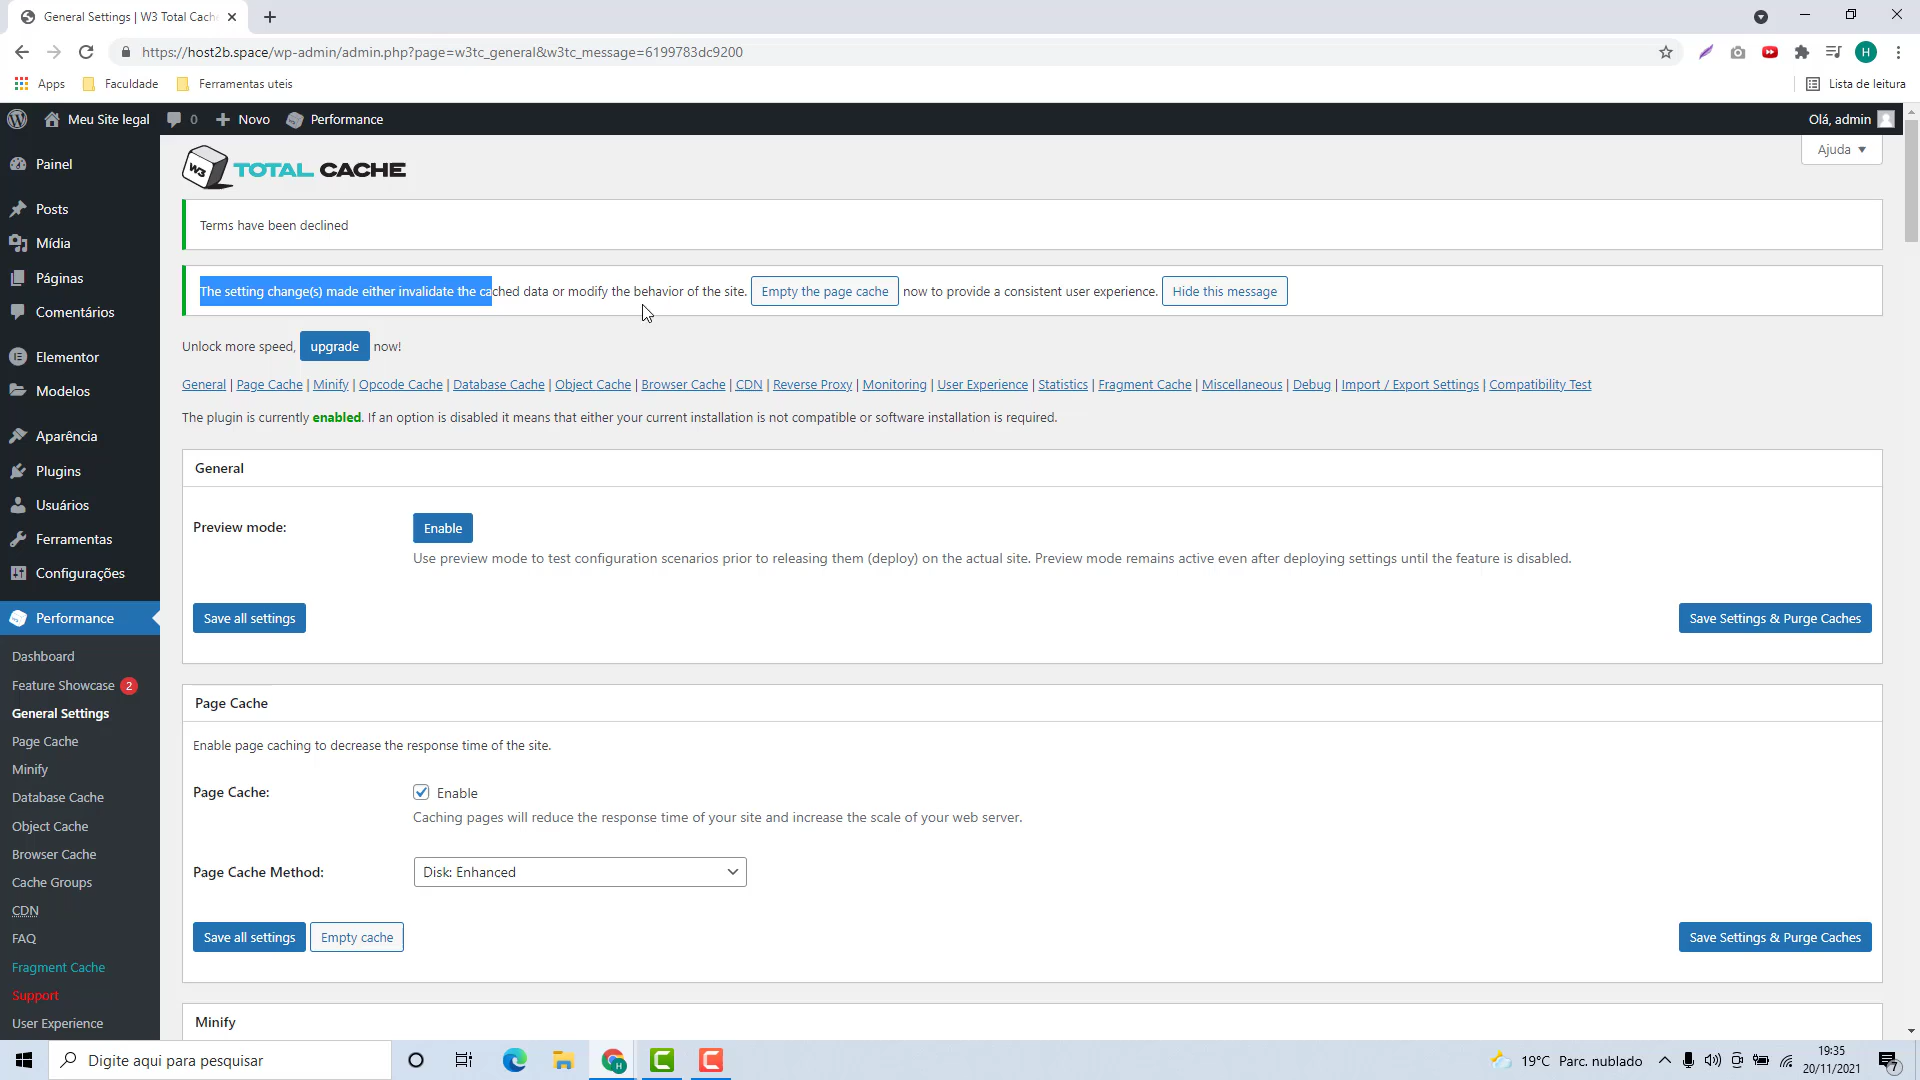 General Settings | W3 Total Cach
https://host2b.space/wp-admin/admin.php?page=w3tc_general&w3tc_message=6199783dc9200
H
Apps Faculdade Ferramentas uteis Lista de leitura
Meu Site legal 0 Novo Performance Olá, admin
Ajuda
W3 TOTAL CACHE
Painel
Posts
Mídia
Páginas
Comentários
Elementor
Modelos
Aparência
Plugins
Usuários
Ferramentas
Configurações
Performance
Dashboard
Feature Showcase 2
General Settings
Page Cache
Minify
Database Cache
Object Cache
Browser Cache
Cache Groups
CDN
FAQ
Fragment Cache
Support
User Experience
Terms have been declined
The setting change(s) made either invalidate the cached data or modify the behavior of the site. Empty the page cache now to provide a consistent user experience. Hide this message
Unlock more speed, upgrade now!
General | Page Cache | Minify | Opcode Cache | Database Cache | Object Cache | Browser Cache | CDN | Reverse Proxy | Monitoring | User Experience | Statistics | Fragment Cache | Miscellaneous | Debug | Import / Export Settings | Compatibility Test
The plugin is currently enabled. If an option is disabled it means that either your current installation is not compatible or software installation is required.
General
Preview mode: Enable
Use preview mode to test configuration scenarios prior to releasing them (deploy) on the actual site. Preview mode remains active even after deploying settings until the feature is disabled.
Save all settings Save Settings & Purge Caches
Page Cache
Enable page caching to decrease the response time of the site.
Page Cache: Enable
Caching pages will reduce the response time of your site and increase the scale of your web server.
Page Cache Method: Disk: Enhanced
Save all settings Empty cache Save Settings & Purge Caches
Minify
Digite aqui para pesquisar
19°C Parc. nublado
19:35
20/11/2021
7